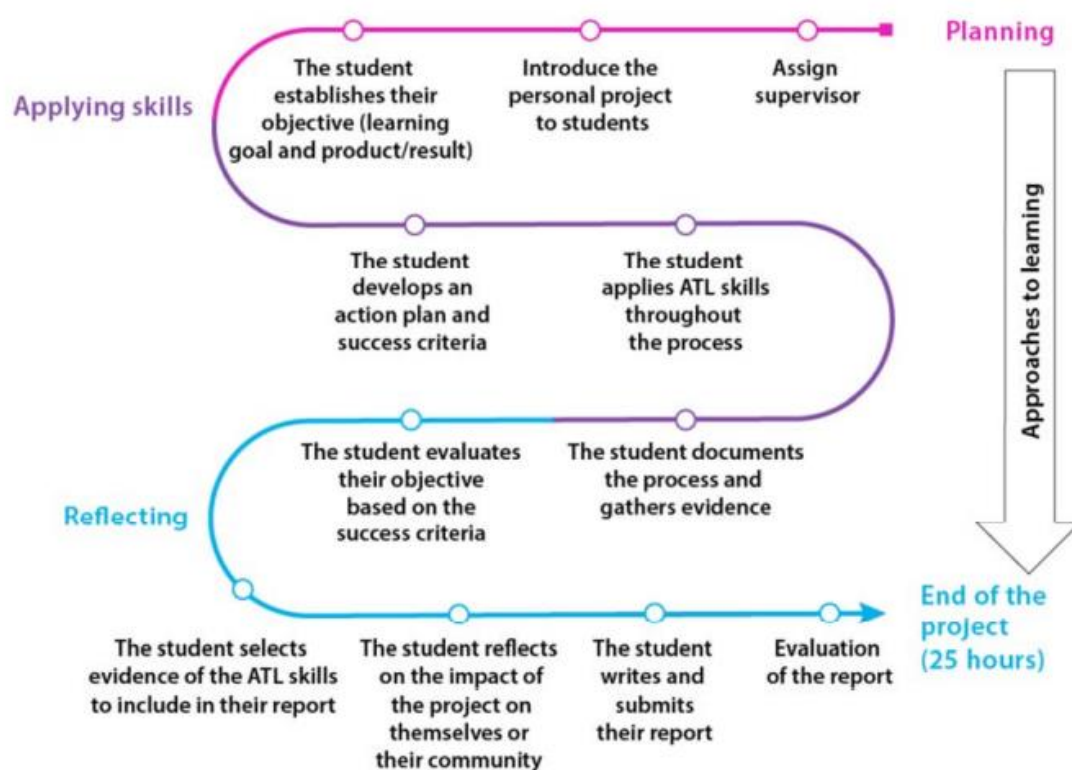 Planning
Assign
supervisor
Introduce the
personal project
to students
The student
establishes their
objective (learning
goal and product/result)
Applying skills
The student
develops an
action plan and
success criteria
The student
applies ATL skills
throughout
the process
Approaches to learning
The student documents
the process and
gathers evidence
The student evaluates
their objective
based on the
success criteria
Reflecting
The student selects
evidence of the ATL skills
to include in their report
The student reflects
on the impact of
the project on
themselves or
their community
The student
writes and
submits
their report
Evaluation
of the report
End of the
project
(25 hours)